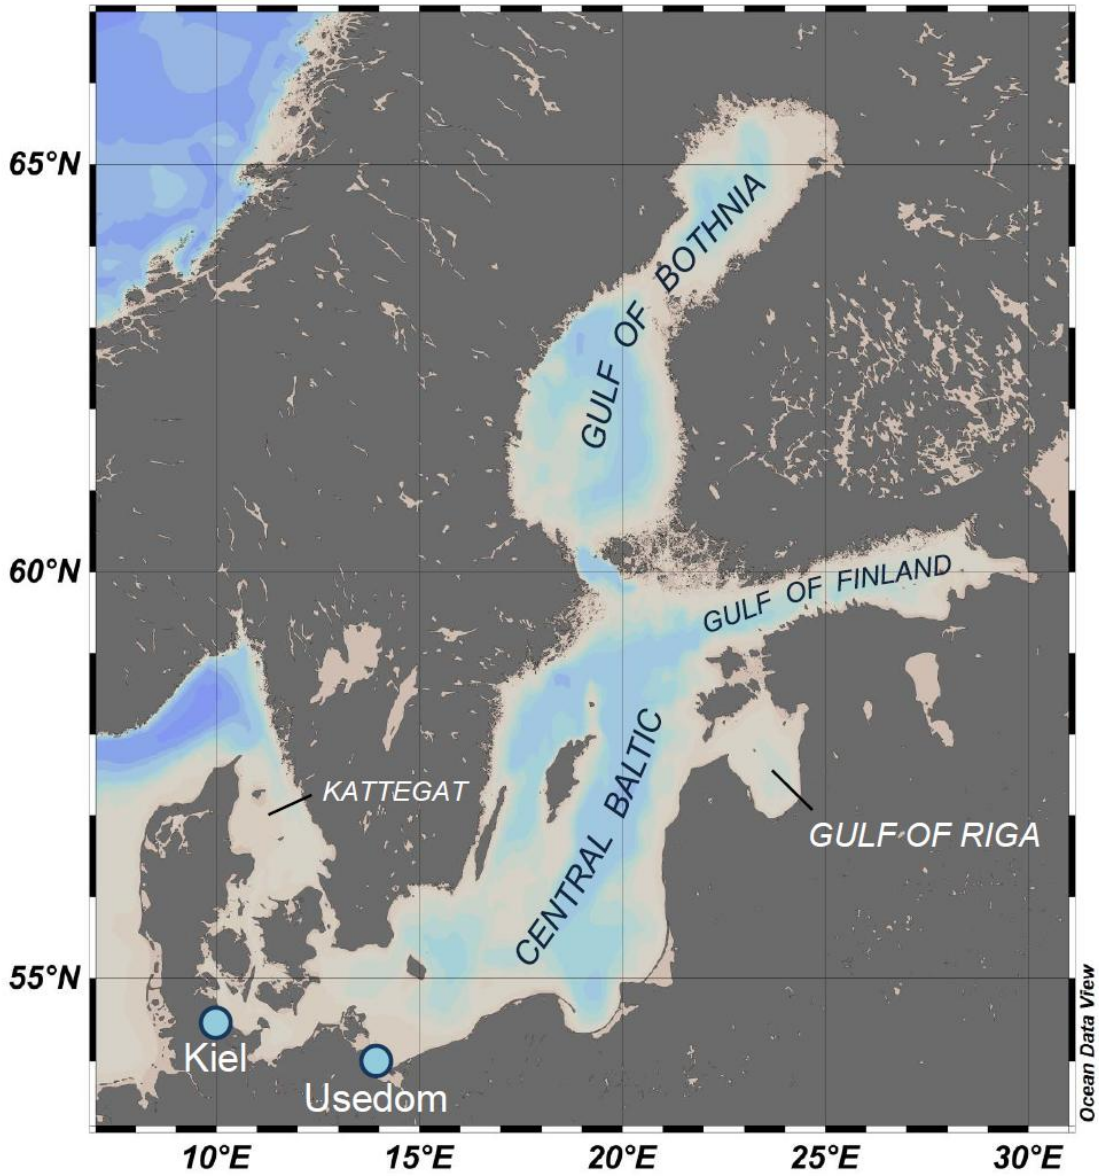 65°N
GULF OF BOTHNIA
60°N
GULF OF FINLAND
KATTEGAT
CENTRAL BALTIC
GULF OF RIGA
55°N
Kiel
Usedom
Ocean Data View
10°E
15°E
20°E
25°E
30°E